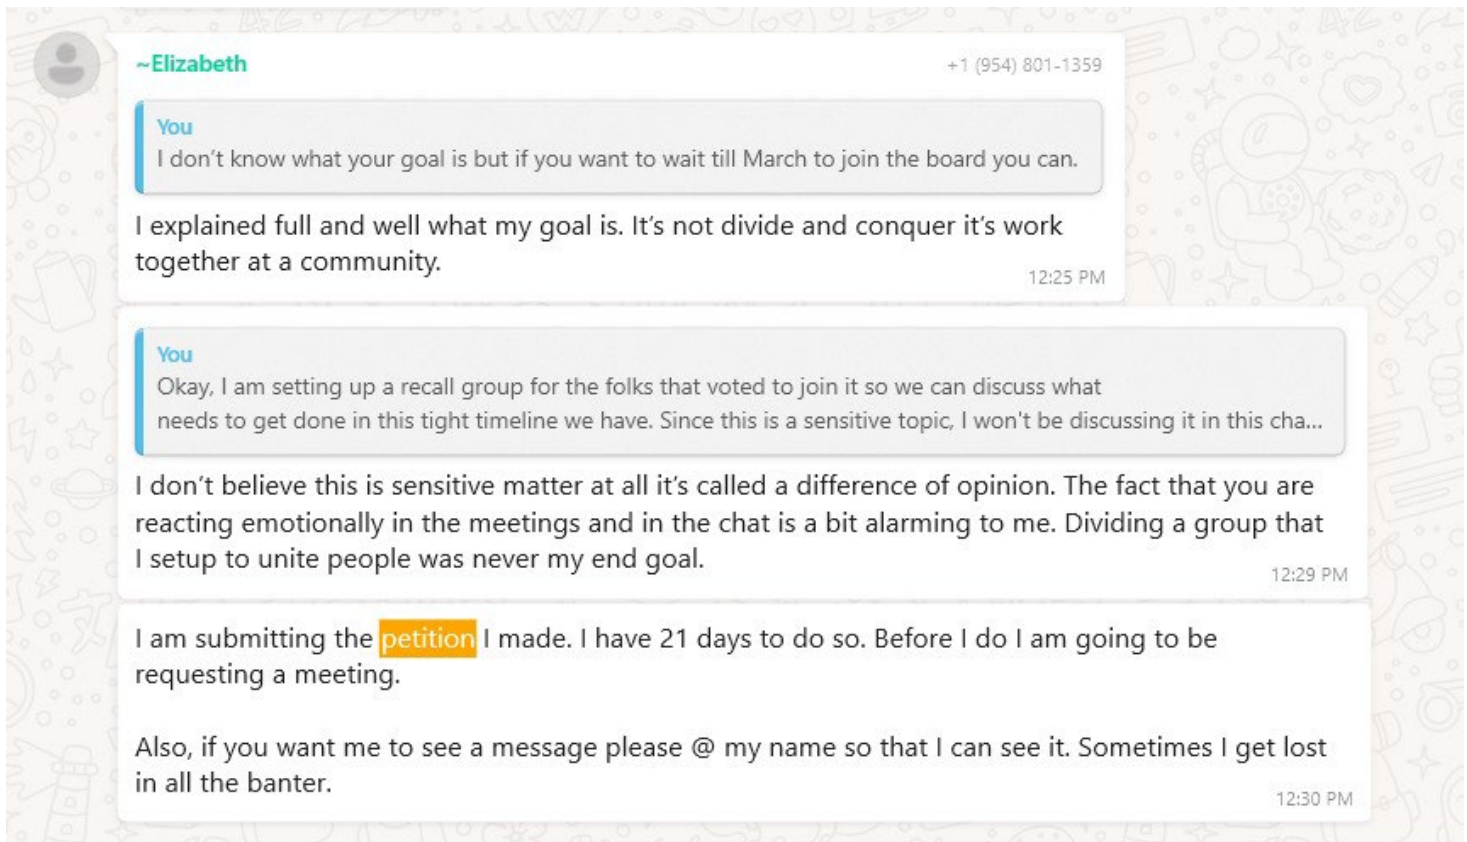 ~Elizabeth +1 (954) 801-1359
You
I don't know what your goal is but if you want to wait till March to join the board you can.
I explained full and well what my goal is. It's not divide and conquer it's work
together at a community.
12:25 PM
You
Okay, I am setting up a recall group for the folks that voted to join it so we can discuss what
needs to get done in this tight timeline we have. Since this is a sensitive topic, I won't be discussing it in this cha...
I don't believe this is sensitive matter at all it's called a difference of opinion. The fact that you are
reacting emotionally in the meetings and in the chat is a bit alarming to me. Dividing a group that
I setup to unite people was never my end goal.
12:29 PM
I am submitting the petition I made. I have 21 days to do so. Before I do I am going to be
requesting a meeting.
Also, if you want me to see a message please @ my name so that I can see it. Sometimes I get lost
in all the banter.
12:30 PM